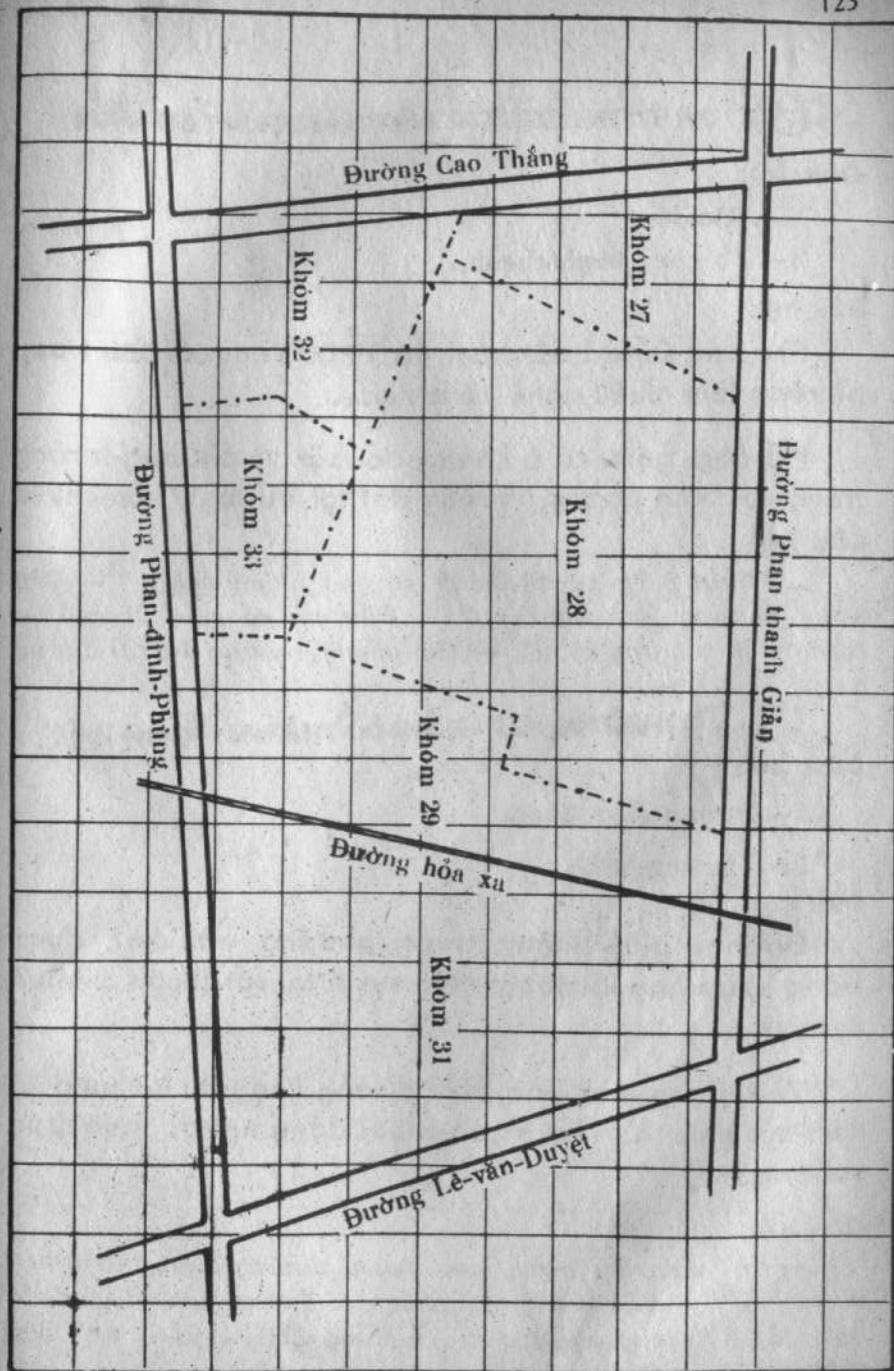 125
Đường Cao Thắng
Khóm 27
Khóm 32
Đường Phan thanh Giãn
Khóm 28
Khóm 33
Đường Phan-đình-Phùng
Khóm 29
Đường hỏa xa
Khóm 31
Đường Lê-văn-Duyệt